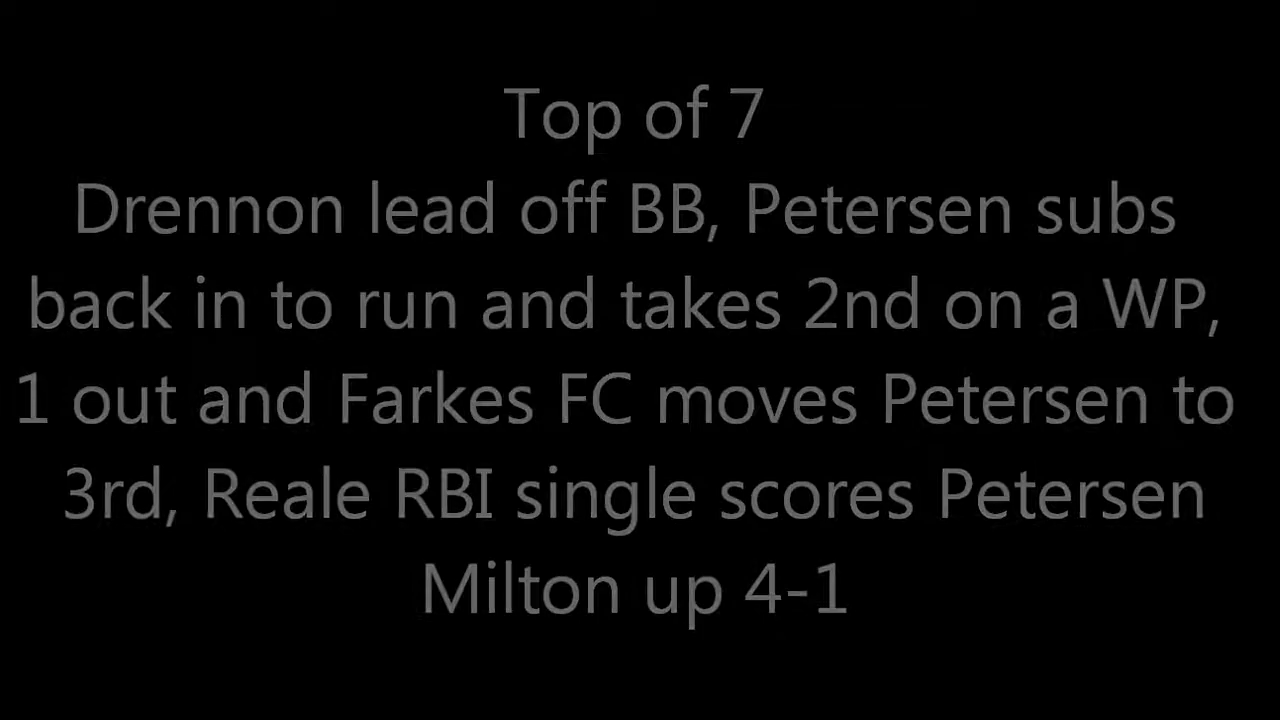 Top of 7
Drennon lead off BB, Petersen subs
back in to run and takes 2nd on a WP,
1 out and Farkes FC moves Petersen to
3rd, Reale RBI single scores Petersen
Milton up 4-1